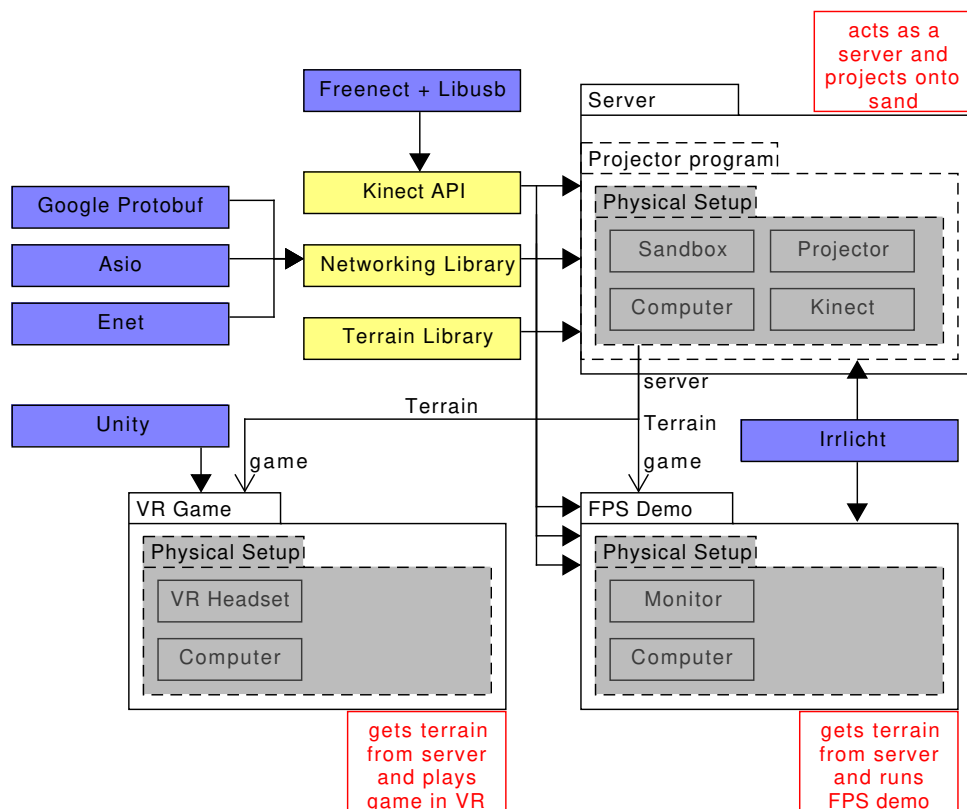 acts as a
server and
projects onto
sand
Freenect + Libusb
Server
Projector program
Kinect API
Google Protobuf
Physical Setup
Sandbox
Projector
Asio
Networking Library
Computer
Kinect
Enet
Terrain Library
server
Terrain
Terrain
Unity
Irrlicht
game
game
VR Game
FPS Demo
Physical Setup
Physical Setup
VR Headset
Monitor
Computer
Computer
gets terrain
from server
and plays
game in VR
gets terrain
from server
and runs
FPS demo